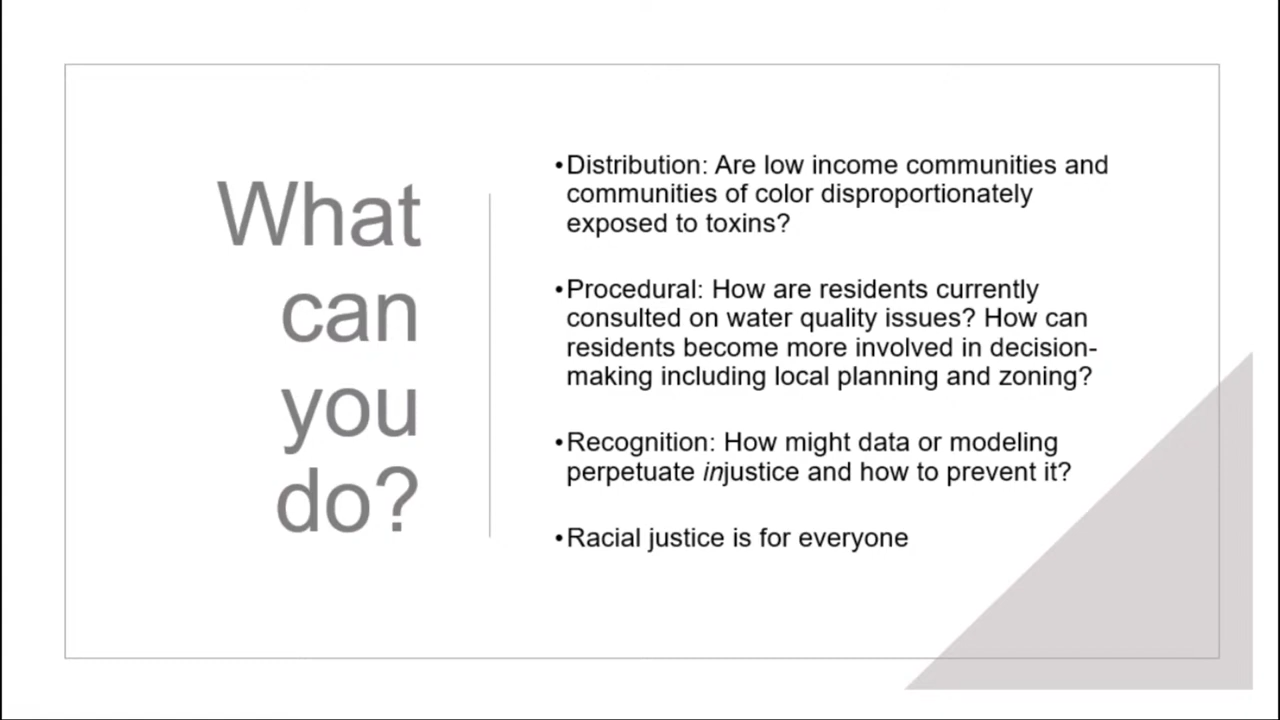 What
can
you
do?
•Distribution: Are low income communities and
communities of color disproportionately
exposed to toxins?
•Procedural: How are residents currently
consulted on water quality issues? How can
residents become more involved in decision-
making including local planning and zoning?
•Recognition: How might data or modeling
perpetuate injustice and how to prevent it?
•Racial justice is for everyone